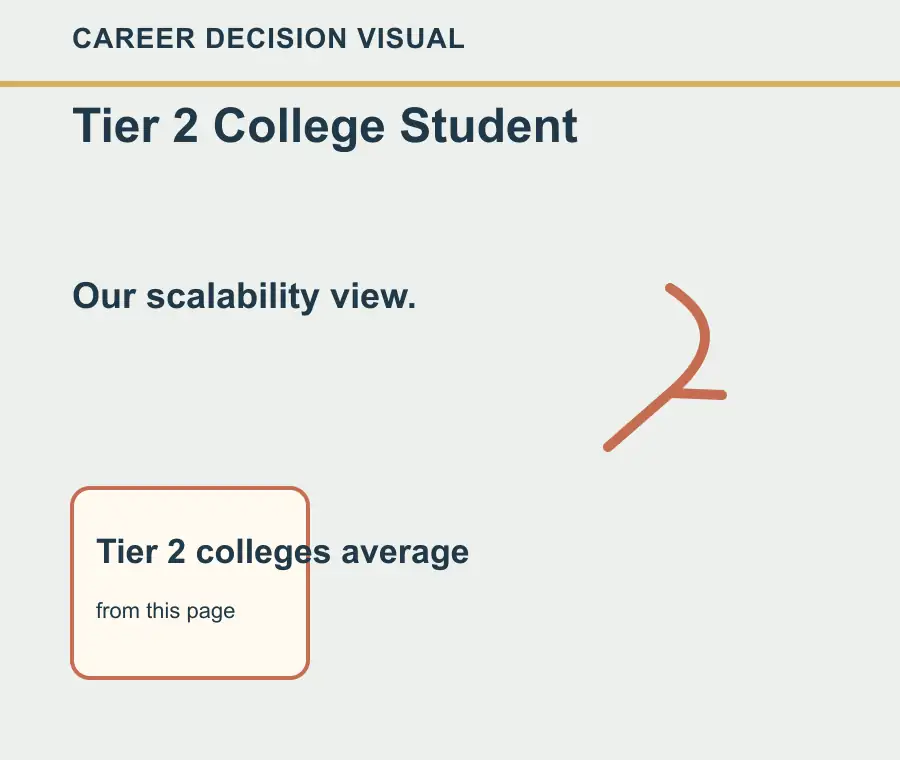 CAREER DECISION VISUAL
Tier 2 College Student
Our scalability view.
Tier 2 colleges average
from this page